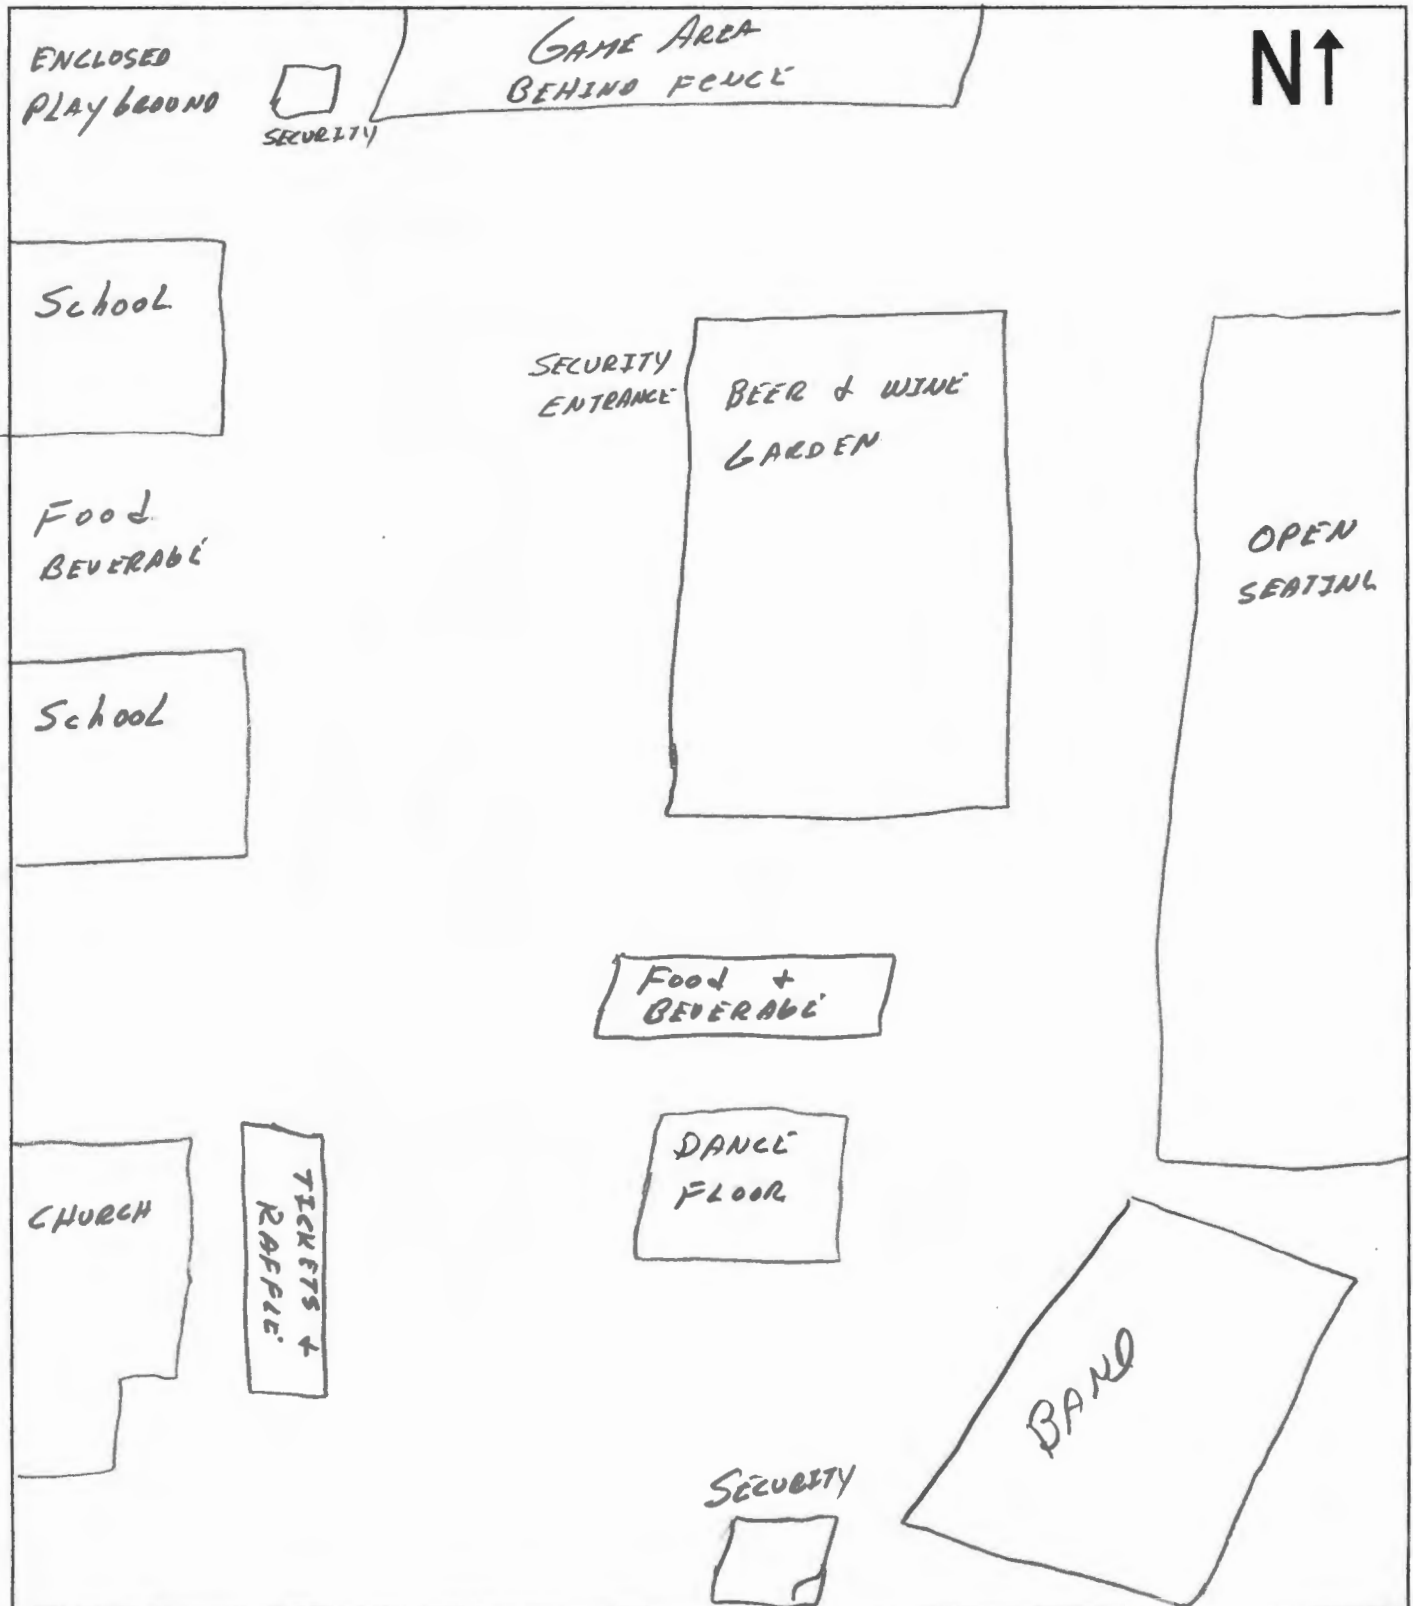 ENCLOSED
PLAYGROUND
SECURITY
GAME AREA
BEHIND FENCE
N↑
School
SECURITY
ENTRANCE
BEER & WINE
GARDEN
Food
BEVERAGE
OPEN
SEATING
School
Food &
BEVERAGE
DANCE
FLOOR
CHURCH
TICKETS &
RAFFLE
BAND
SECURITY